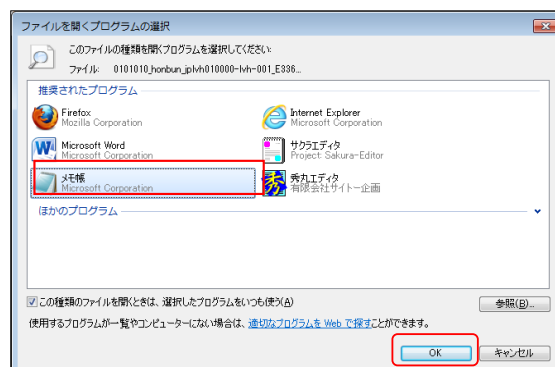 ファイルを開くプログラムの選択
このファイルの種類を開くプログラムを選択してください:
ファイル: 0101010_honbun_jplvh010000-lvh-001_E336...
推奨されたプログラム
Firefox
Mozilla Corporation
Internet Explorer
Microsoft Corporation
Microsoft Word
Microsoft Corporation
サクラエディタ
Project: Sakura-Editor
メモ帳
Microsoft Corporation
秀丸エディタ
有限会社サイトー企画
ほかのプログラム
この種類のファイルを開くときは、選択したプログラムをいつも使う(A)
参照(B)...
使用するプログラムが一覧やコンピューターにない場合は、適切なプログラムを Web で探すことができます。
OK
キャンセル